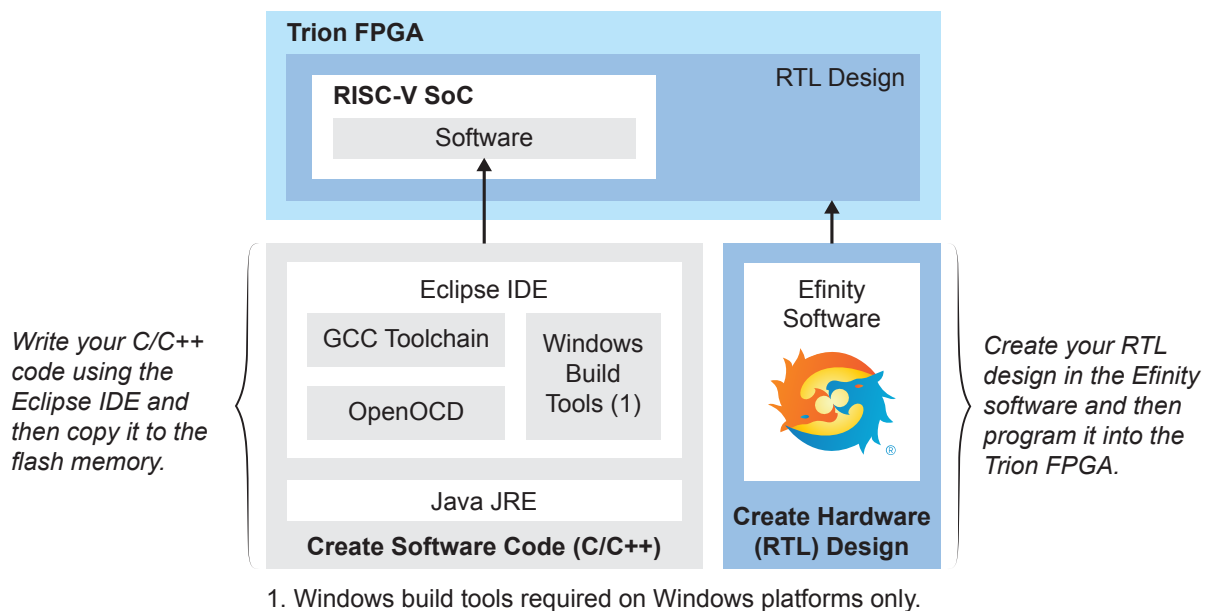 Trion FPGA
RTL Design
RISC-V SoC
Software
Write your C/C++
code using the
Eclipse IDE and
then copy it to the
flash memory.
Eclipse IDE
GCC Toolchain
OpenOCD
Windows
Build
Tools (1)
Java JRE
Create Software Code (C/C++)
Efinity
Software
®
Create Hardware
(RTL) Design
Create your RTL
design in the Efinity
software and then
program it into the
Trion FPGA.
1. Windows build tools required on Windows platforms only.